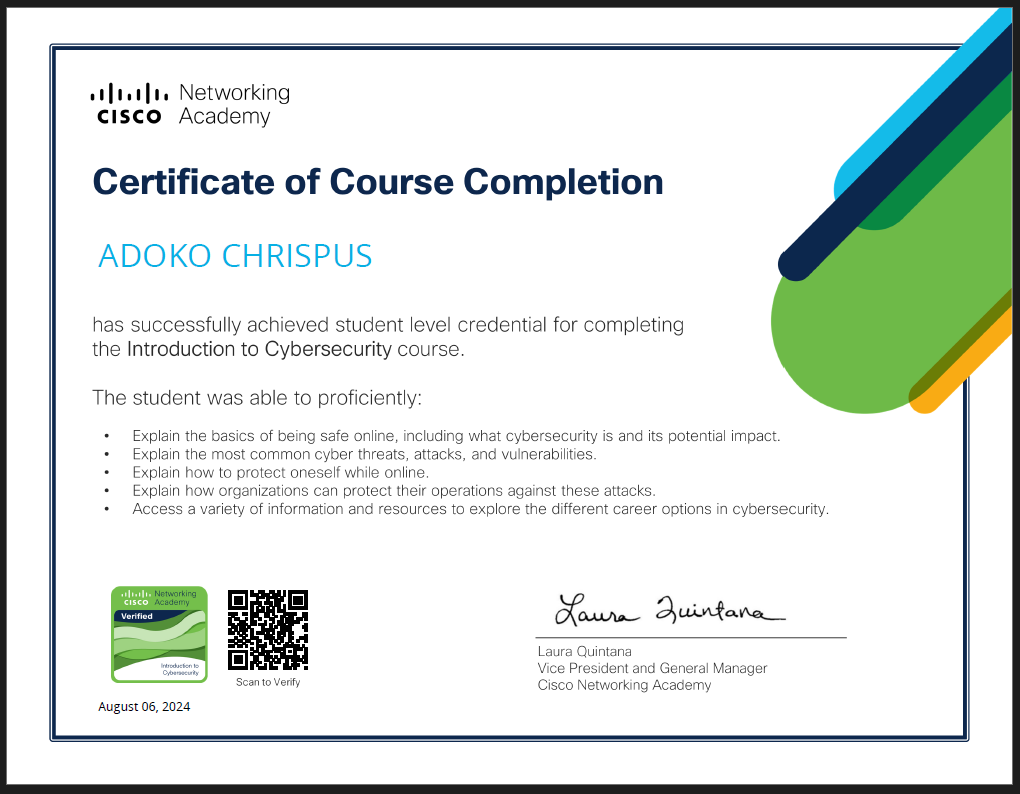 CISCO Networking Academy
Certificate of Course Completion
ADOKO CHRISPUS
has successfully achieved student level credential for completing
the Introduction to Cybersecurity course.
The student was able to proficiently:
• Explain the basics of being safe online, including what cybersecurity is and its potential impact.
• Explain the most common cyber threats, attacks, and vulnerabilities.
• Explain how to protect oneself while online.
• Explain how organizations can protect their operations against these attacks.
• Access a variety of information and resources to explore the different career options in cybersecurity.
CISCO Networking Academy
Verified
Introduction to
Cybersecurity
Scan to Verify
August 06, 2024
Laura Quintana
Laura Quintana
Vice President and General Manager
Cisco Networking Academy